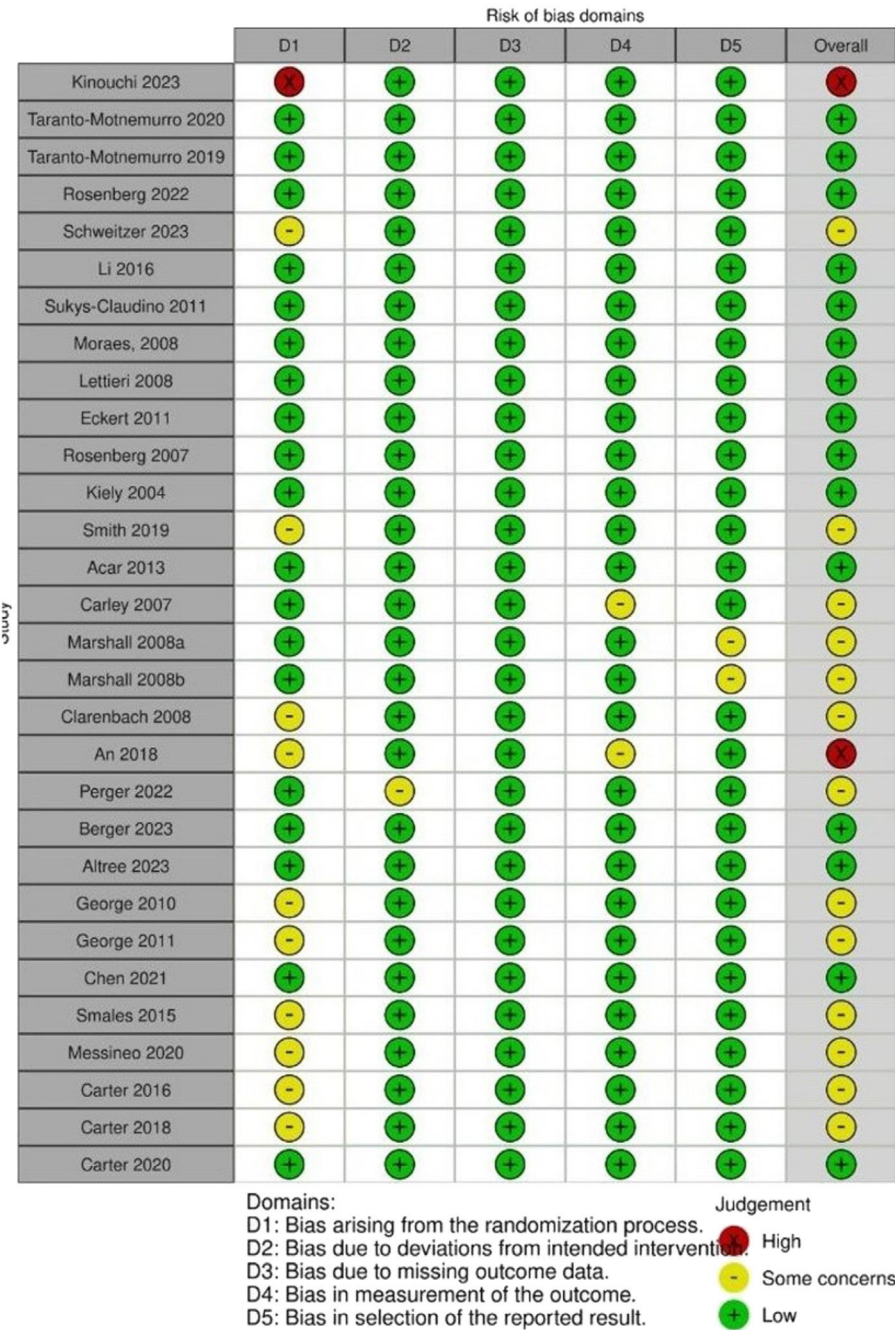 Risk of bias domains
D1 D2 D3 D4 D5 Overall
Study
Kinouchi 2023 X + + + + X
Taranto-Motnemurro 2020 + + + + + +
Taranto-Motnemurro 2019 + + + + + +
Rosenberg 2022 + + + + + +
Schweitzer 2023 - + + + + -
Li 2016 + + + + + +
Sukys-Claudino 2011 + + + + + +
Moraes, 2008 + + + + + +
Lettieri 2008 + + + + + +
Eckert 2011 + + + + + +
Rosenberg 2007 + + + + + +
Kiely 2004 + + + + + +
Smith 2019 - + + + + -
Acar 2013 + + + + + +
Carley 2007 + + + - + -
Marshall 2008a + + + + - -
Marshall 2008b + + + + - -
Clarenbach 2008 - + + + + -
An 2018 - + + - + X
Perger 2022 + - + + + -
Berger 2023 + + + + + +
Altree 2023 + + + + + +
George 2010 - + + + + -
George 2011 - + + + + -
Chen 2021 + + + + + +
Smales 2015 - + + + + -
Messineo 2020 - + + + + -
Carter 2016 - + + + + -
Carter 2018 - + + + + -
Carter 2020 + + + + + +
Domains:
D1: Bias arising from the randomization process.
D2: Bias due to deviations from intended intervention.
D3: Bias due to missing outcome data.
D4: Bias in measurement of the outcome.
D5: Bias in selection of the reported result.
Judgement
X High
- Some concerns
+ Low